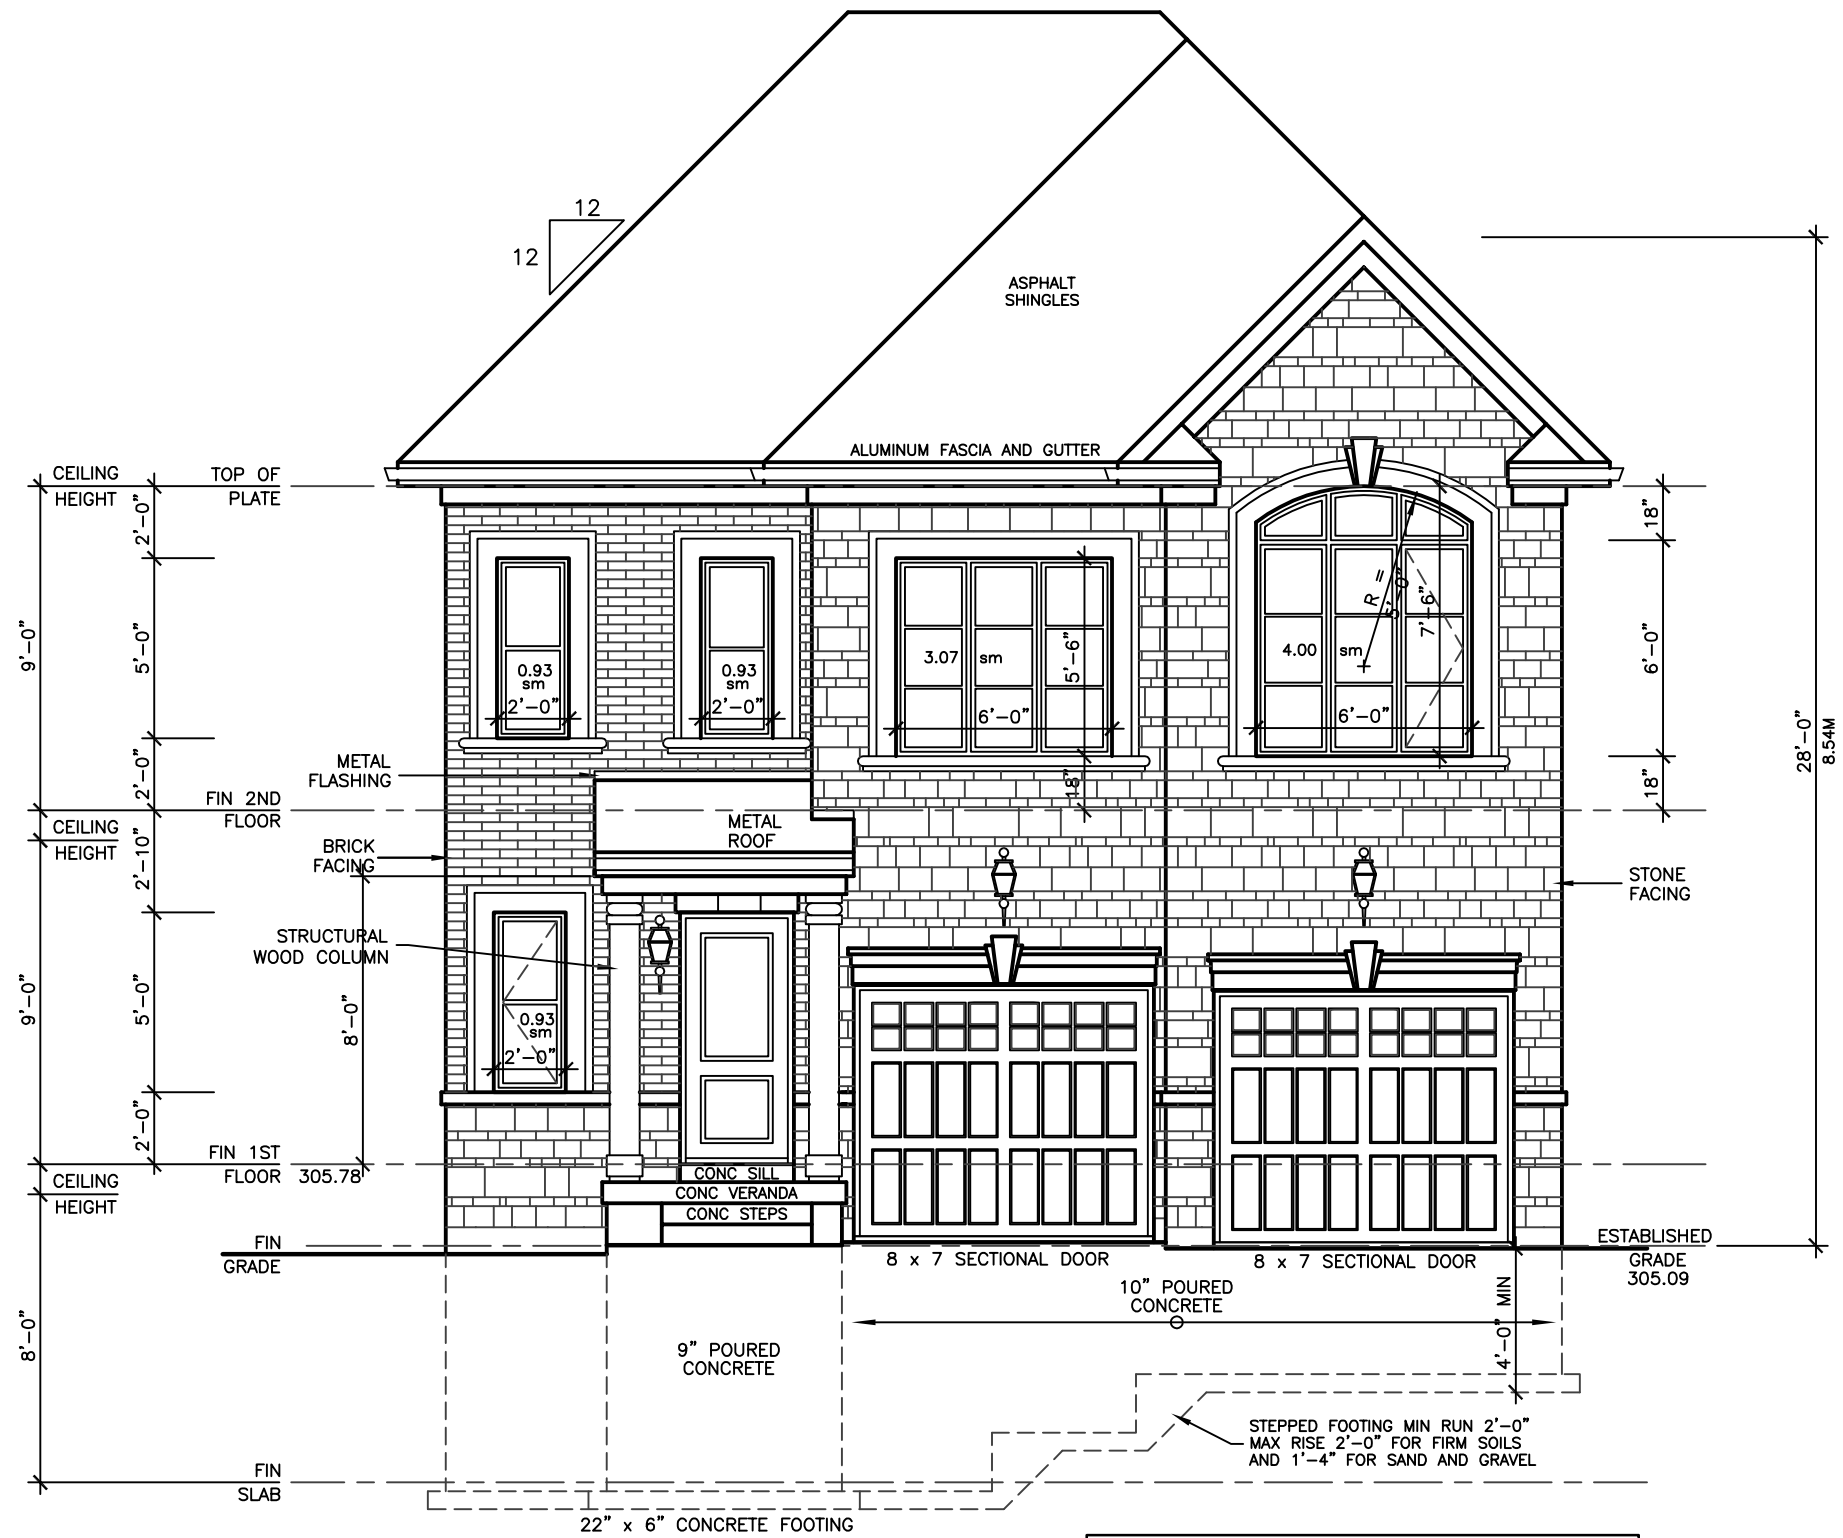 12
12
ASPHALT
SHINGLES
ALUMINUM FASCIA AND GUTTER
CEILING
HEIGHT
TOP OF
PLATE
2'-0"
5'-0"
2'-0"
9'-0"
0.93
sm
2'-0"
0.93
sm
2'-0"
3.07 sm
5'-6"
6'-0"
18"
4.00 sm
R =
5'-0"
7'-6"
6'-0"
18"
6'-0"
18"
28'-0"
8.54M
METAL
FLASHING
FIN 2ND
FLOOR
CEILING
HEIGHT
2'-10"
BRICK
FACING
METAL
ROOF
STONE
FACING
STRUCTURAL
WOOD COLUMN
9'-0"
5'-0"
8'-0"
0.93
sm
2'-0"
2'-0"
FIN 1ST
FLOOR 305.78
CEILING
HEIGHT
CONC SILL
CONC VERANDA
CONC STEPS
FIN
GRADE
8 x 7 SECTIONAL DOOR
8 x 7 SECTIONAL DOOR
ESTABLISHED
GRADE
305.09
10" POURED
CONCRETE
4'-0" MIN
8'-0"
9" POURED
CONCRETE
STEPPED FOOTING MIN RUN 2'-0"
MAX RISE 2'-0" FOR FIRM SOILS
AND 1'-4" FOR SAND AND GRAVEL
FIN
SLAB
22" x 6" CONCRETE FOOTING